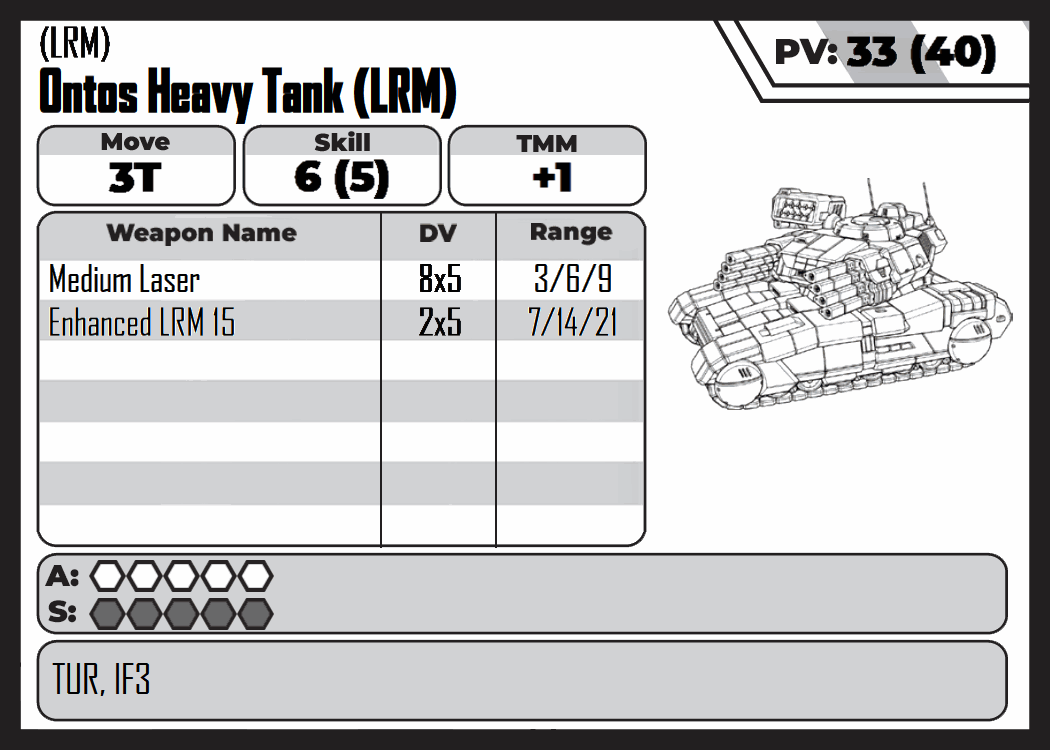 (LRM)
Ontos Heavy Tank (LRM)
PV: 33 (40)
Move Skill TMM
3T 6 (5) +1
Weapon Name DV Range
Medium Laser 8x5 3/6/9
Enhanced LRM 15 2x5 7/14/21
A:
S:
TUR, IF3